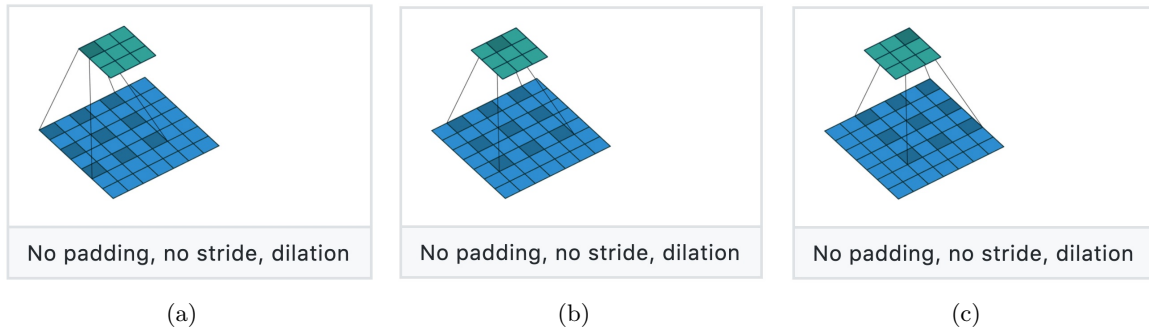 No padding, no stride, dilation
No padding, no stride, dilation
No padding, no stride, dilation
(a)
(b)
(c)